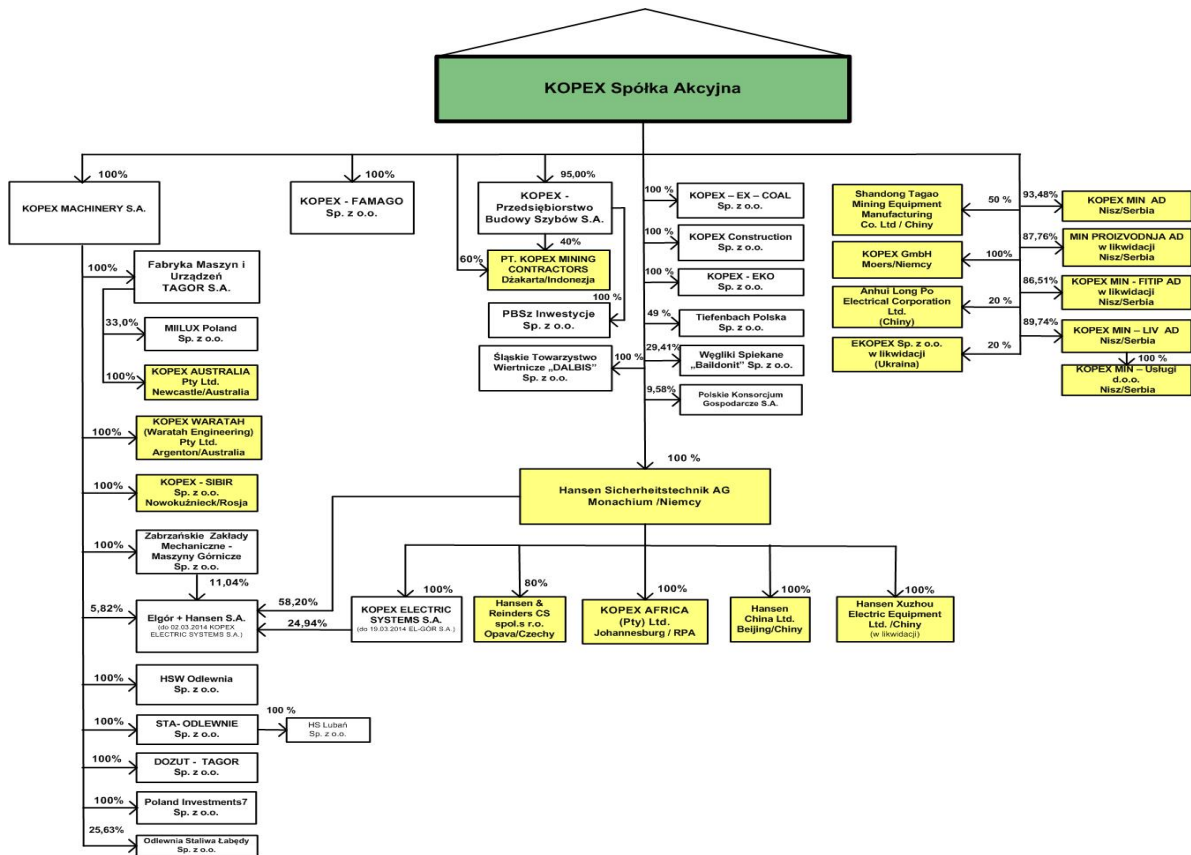 KOPEX Spółka Akcyjna
100%
KOPEX MACHINERY S.A.
100%
KOPEX - FAMAGO
Sp. z o.o.
95,00%
KOPEX -
Przedsiębiorstwo
Budowy Szybów S.A.
40%
60%
PT. KOPEX MINING
CONTRACTORS
Dżakarta/Indonezja
100 %
PBSz Inwestycje
Sp. z o.o.
Śląskie Towarzystwo
Wiertnicze „DALBIS”
Sp. z o.o.
100 %
100 %
KOPEX – EX – COAL
Sp. z o.o.
100 %
KOPEX Construction
Sp. z o.o.
100 %
KOPEX - EKO
Sp. z o.o.
49 %
Tiefenbach Polska
Sp. z o.o.
29,41%
Węgliki Spiekane
„Baildonit” Sp. z o.o.
9,58%
Polskie Konsorcjum
Gospodarcze S.A.
Shandong Tagao
Mining Equipment
Manufacturing
Co. Ltd / Chiny
50 %
KOPEX GmbH
Moers/Niemcy
100%
Anhui Long Po
Electrical Corporation
Ltd.
(Chiny)
20 %
EKOPEX Sp. z o.o.
w likwidacji
(Ukraina)
20 %
93,48%
KOPEX MIN AD
Nisz/Serbia
87,76%
MIN PROIZVODNJA AD
w likwidacji
Nisz/Serbia
86,51%
KOPEX MIN - FITIP AD
w likwidacji
Nisz/Serbia
89,74%
KOPEX MIN – LIV AD
Nisz/Serbia
100 %
KOPEX MIN – Usługi
d.o.o.
Nisz/Serbia
100%
Fabryka Maszyn i
Urządzeń
TAGOR S.A.
33,0%
MIILUX Poland
Sp. z o.o.
100%
KOPEX AUSTRALIA
Pty Ltd.
Newcastle/Australia
100%
KOPEX WARATAH
(Waratah Engineering)
Pty Ltd.
Argenton/Australia
100%
KOPEX - SIBIR
Sp. z o.o.
Nowokuźnieck/Rosja
100%
Zabrzańskie Zakłady
Mechaniczne -
Maszyny Górnicze
Sp. z o.o.
11,04%
5,82%
Elgór + Hansen S.A.
(do 02.03.2014 KOPEX
ELECTRIC SYSTEMS S.A.)
58,20%
24,94%
100 %
Hansen Sicherheitstechnik AG
Monachium /Niemcy
100%
KOPEX ELECTRIC
SYSTEMS S.A.
(do 19.03.2014 EL-GÓR S.A.)
80%
Hansen &
Reinders CS
spol.s r.o.
Opava/Czechy
100%
KOPEX AFRICA
(Pty) Ltd.
Johannesburg / RPA
100%
Hansen
China Ltd.
Beijing/Chiny
100%
Hansen Xuzhou
Electric Equipment
Ltd. /Chiny
(w likwidacji)
100%
HSW Odlewnia
Sp. z o.o.
100%
STA- ODLEWNIE
Sp. z o.o.
100 %
HS Lubań
Sp. z o.o.
100%
DOZUT - TAGOR
Sp. z o.o.
100%
Poland Investments7
Sp. z o.o.
25,63%
Odlewnia Staliwa Łabędy
Sp. z o.o.